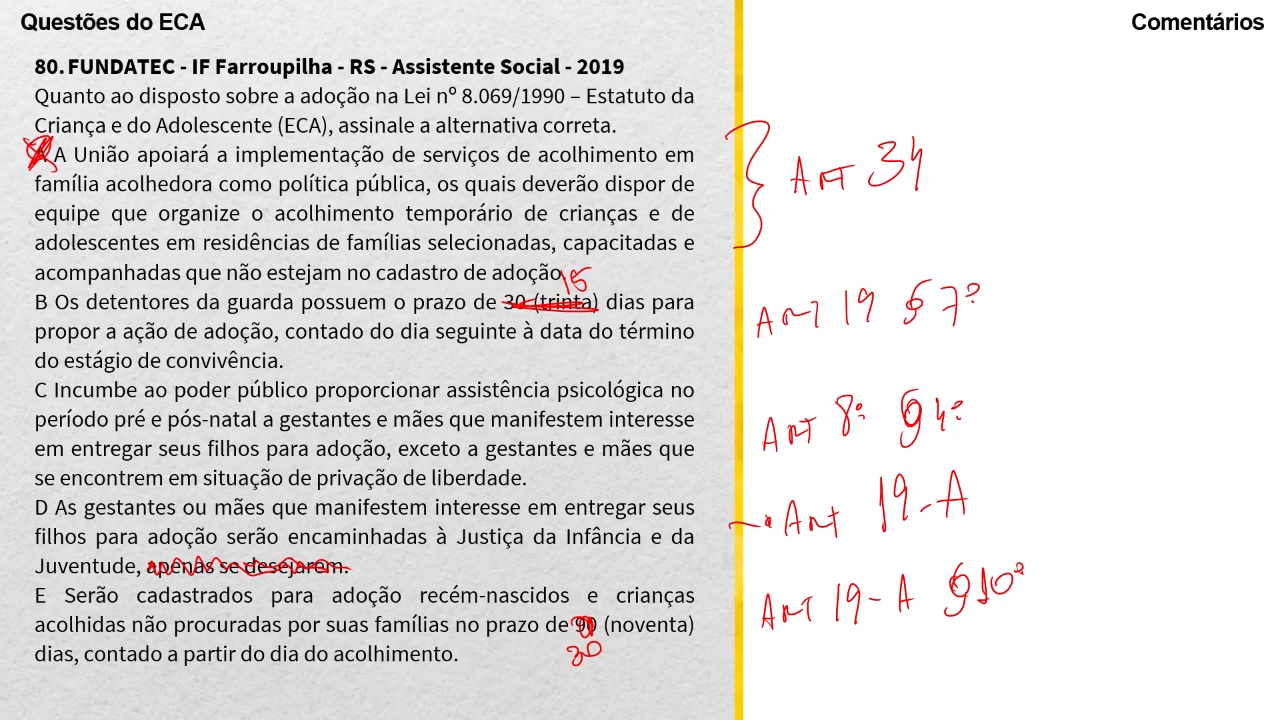 Questões do ECA
Comentários
80. FUNDATEC - IF Farroupilha - RS - Assistente Social - 2019
Quanto ao disposto sobre a adoção na Lei nº 8.069/1990 – Estatuto da
Criança e do Adolescente (ECA), assinale a alternativa correta.
A. A União apoiará a implementação de serviços de acolhimento em
família acolhedora como política pública, os quais deverão dispor de
equipe que organize o acolhimento temporário de crianças e de
adolescentes em residências de famílias selecionadas, capacitadas e
acompanhadas que não estejam no cadastro de adoção.
15
B Os detentores da guarda possuem o prazo de 30 (trinta) dias para
propor a ação de adoção, contado do dia seguinte à data do término
do estágio de convivência.
C Incumbe ao poder público proporcionar assistência psicológica no
período pré e pós-natal a gestantes e mães que manifestem interesse
em entregar seus filhos para adoção, exceto a gestantes e mães que
se encontrem em situação de privação de liberdade.
D As gestantes ou mães que manifestem interesse em entregar seus
filhos para adoção serão encaminhadas à Justiça da Infância e da
Juventude, apenas se desejarem.
E Serão cadastrados para adoção recém-nascidos e crianças
acolhidas não procuradas por suas famílias no prazo de 90 (noventa)
30
dias, contado a partir do dia do acolhimento.
Art 34
Art 19 § 7º
Art 8º § 4º
Art 19-A
Art 19-A § 10º